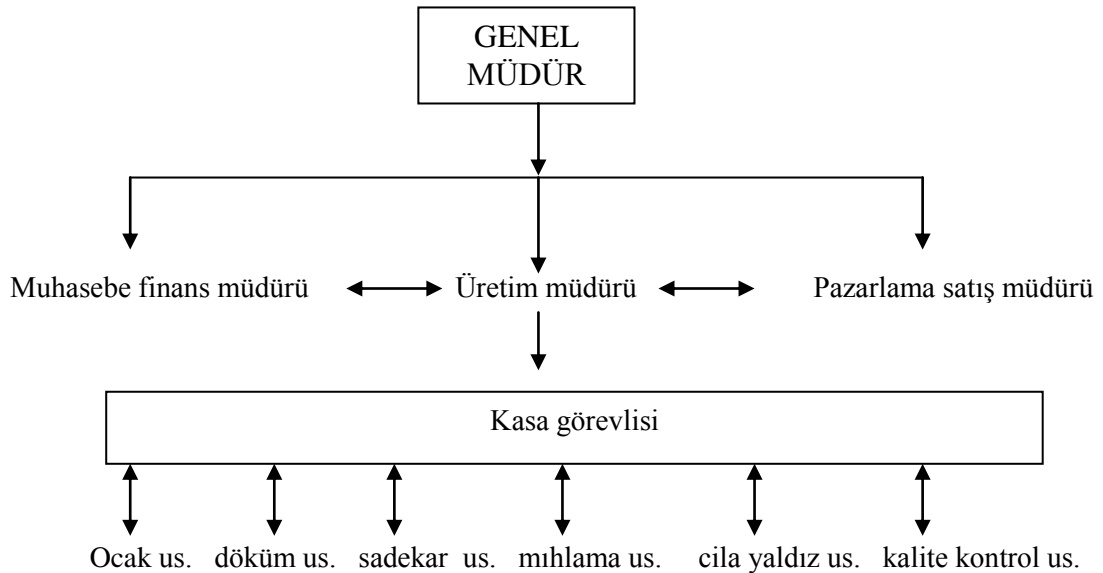 GENEL
MÜDÜR
Muhasebe finans müdürü Üretim müdürü Pazarlama satış müdürü
Kasa görevlisi
Ocak us. döküm us. sadekar us. mıhlama us. cila yaldız us. kalite kontrol us.